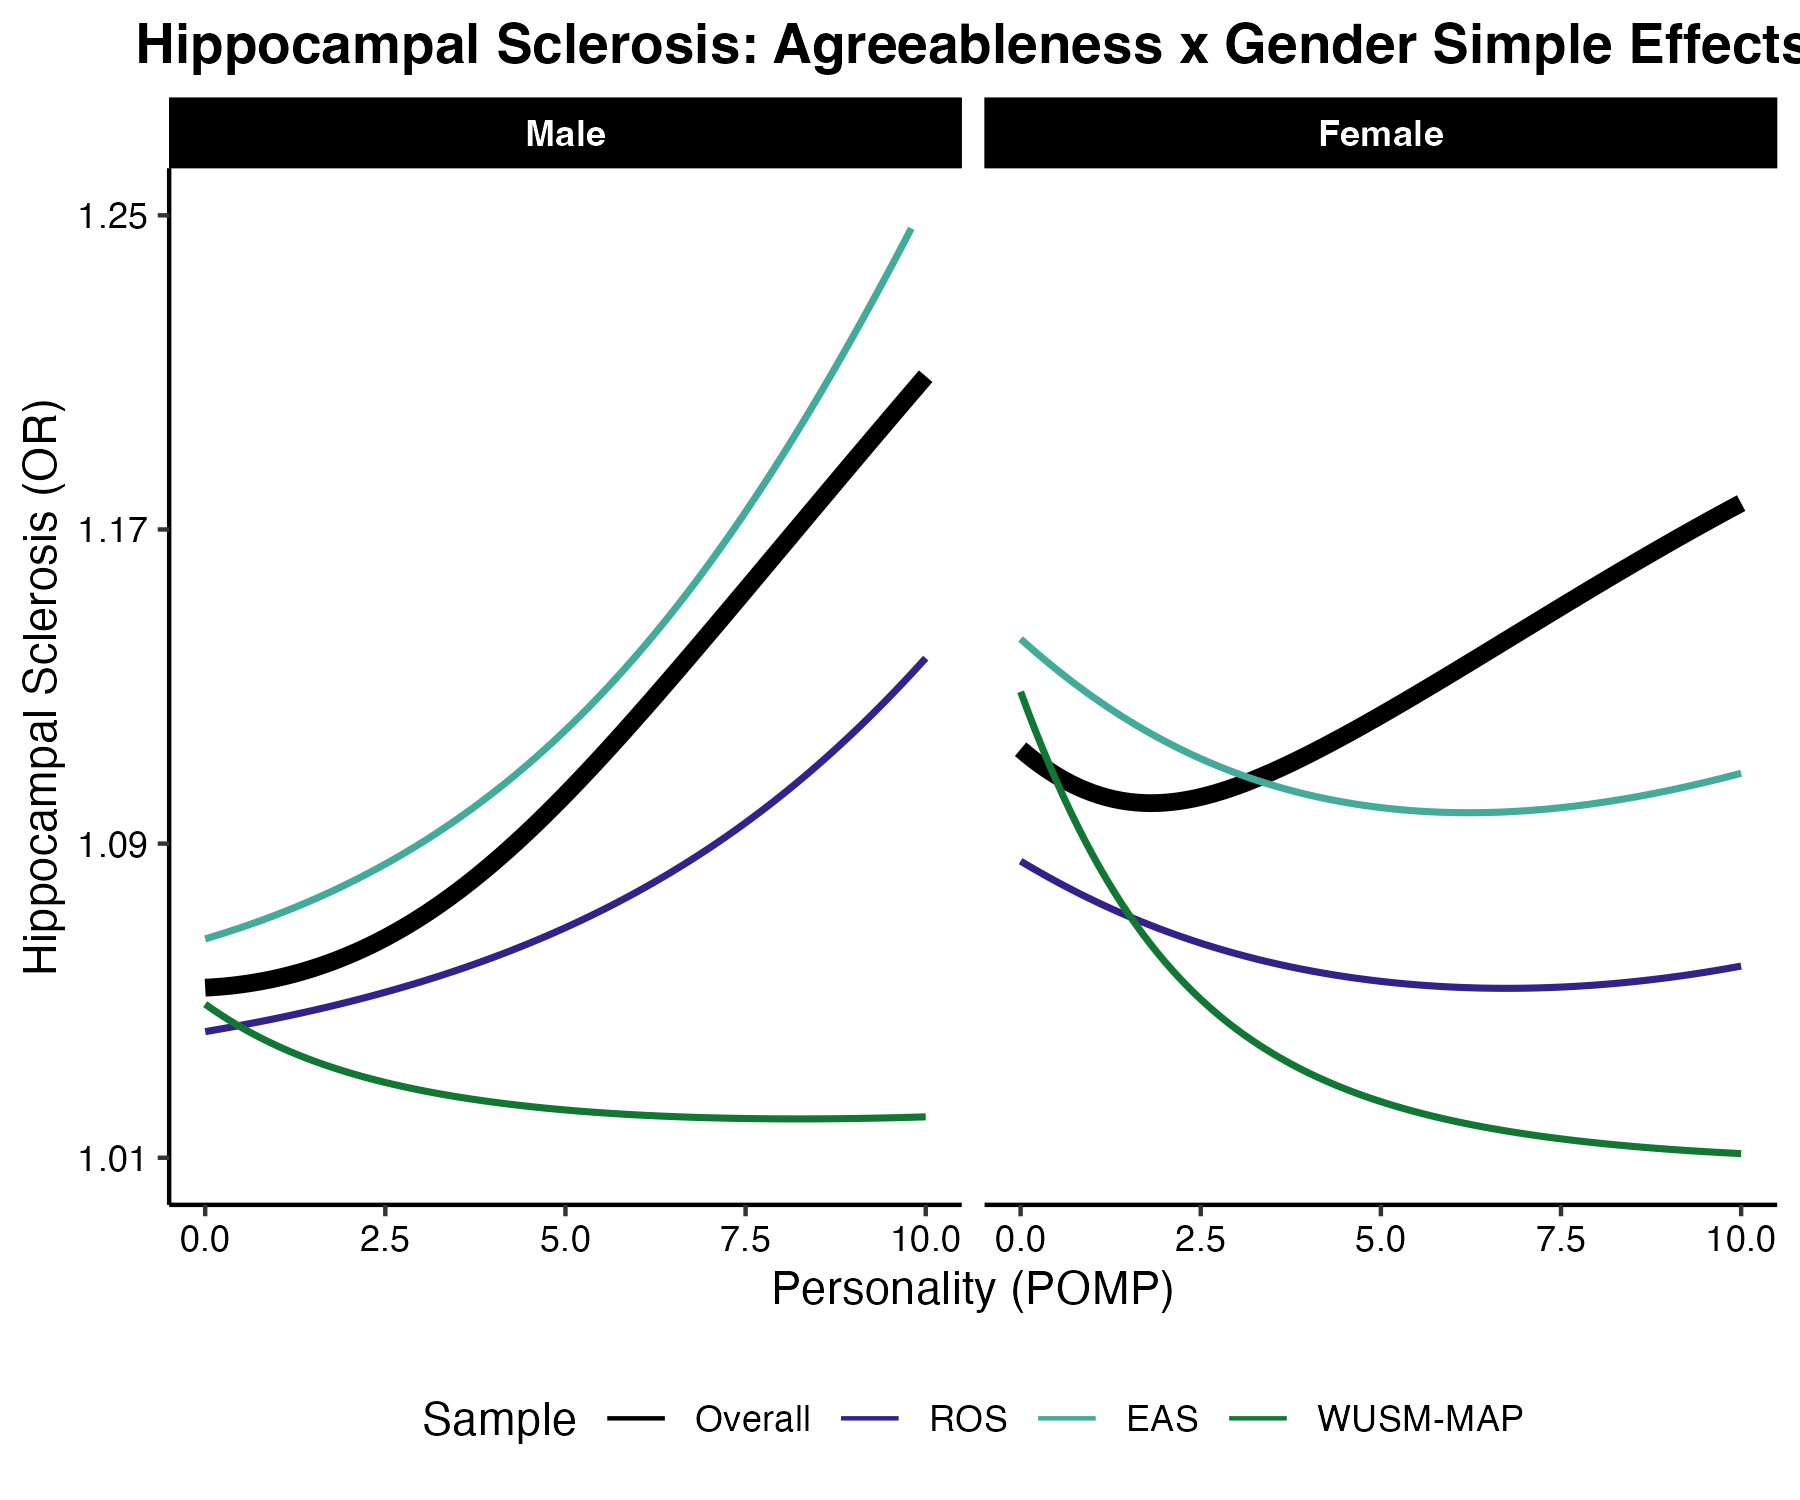 Hippocampal Sclerosis: Agreeableness x Gender Simple Effects
Male
Female
Hippocampal Sclerosis (OR)
1.25
1.17
1.09
1.01
0.0 2.5 5.0 7.5 10.0
0.0 2.5 5.0 7.5 10.0
Personality (POMP)
Sample Overall ROS EAS WUSM-MAP